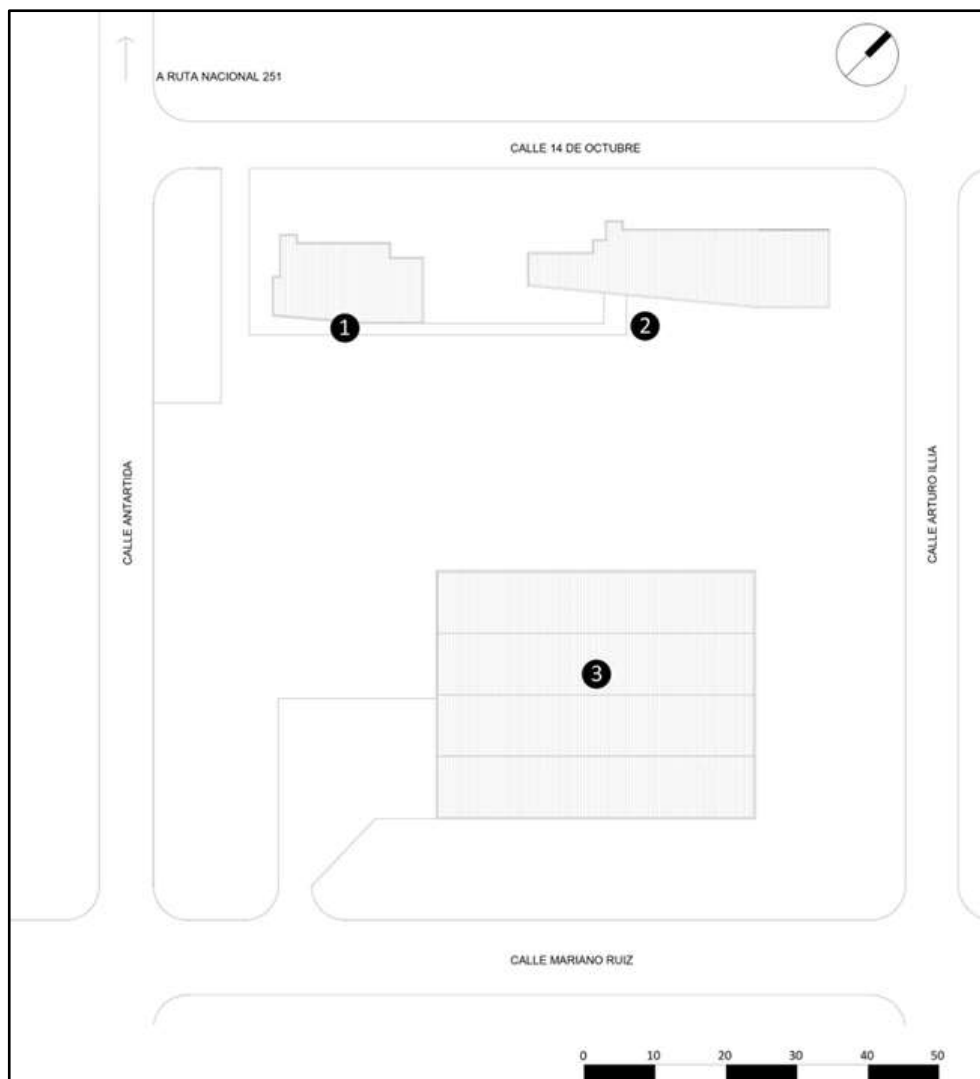 A RUTA NACIONAL 251
CALLE 14 DE OCTUBRE
1
2
CALLE ANTARTIDA
CALLE ARTURO ILLIA
3
CALLE MARIANO RUIZ
0 10 20 30 40 50